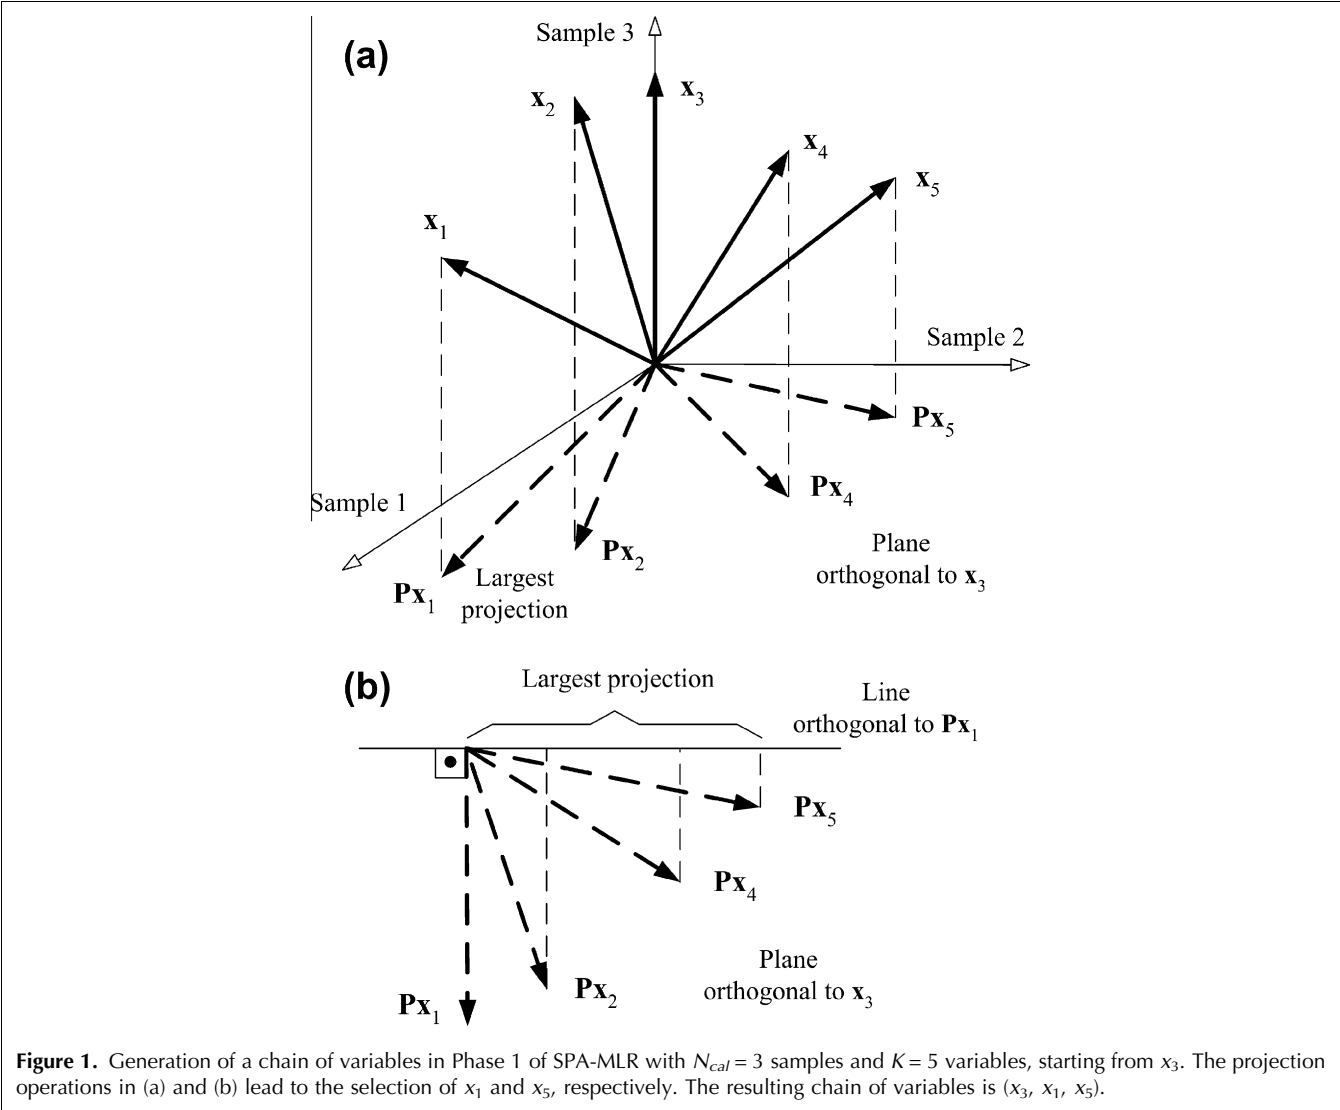 (a)
Sample 3
x3
x2
x4
x5
x1
Sample 2
Px5
Sample 1
Px4
Plane
orthogonal to x3
Px2
Largest
projection
Px1
(b)
Largest projection
Line
orthogonal to Px1
Px5
Px4
Plane
orthogonal to x3
Px2
Px1
Figure 1. Generation of a chain of variables in Phase 1 of SPA-MLR with Ncal = 3 samples and K = 5 variables, starting from x3. The projection
operations in (a) and (b) lead to the selection of x1 and x5, respectively. The resulting chain of variables is (x3, x1, x5).